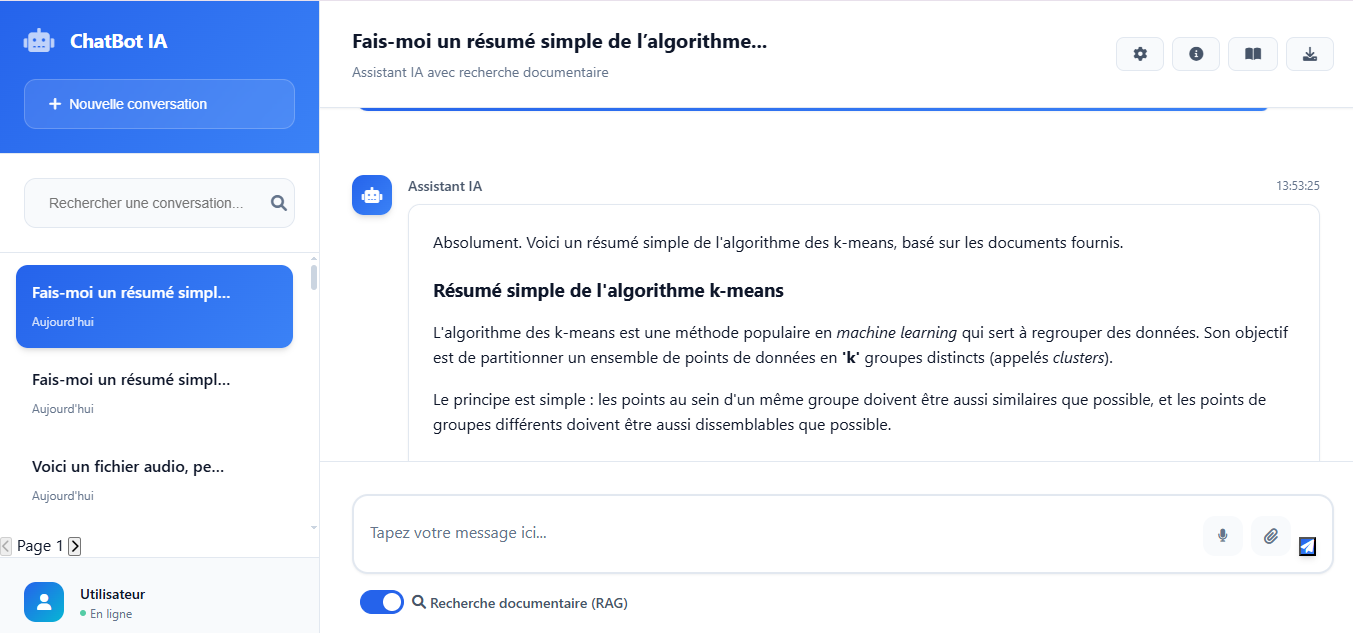 ChatBot IA
Nouvelle conversation
Rechercher une conversation...
Fais-moi un résumé simpl...
Aujourd'hui
Fais-moi un résumé simpl...
Aujourd'hui
Voici un fichier audio, pe...
Aujourd'hui
Page 1
Utilisateur
En ligne
Fais-moi un résumé simple de l’algorithme...
Assistant IA avec recherche documentaire
Assistant IA
13:53:25
Absolument. Voici un résumé simple de l'algorithme des k-means, basé sur les documents fournis.
Résumé simple de l'algorithme k-means
L'algorithme des k-means est une méthode populaire en machine learning qui sert à regrouper des données. Son objectif
est de partitionner un ensemble de points de données en 'k' groupes distincts (appelés clusters).
Le principe est simple : les points au sein d'un même groupe doivent être aussi similaires que possible, et les points de
groupes différents doivent être aussi dissemblables que possible.
Tapez votre message ici...
Recherche documentaire (RAG)